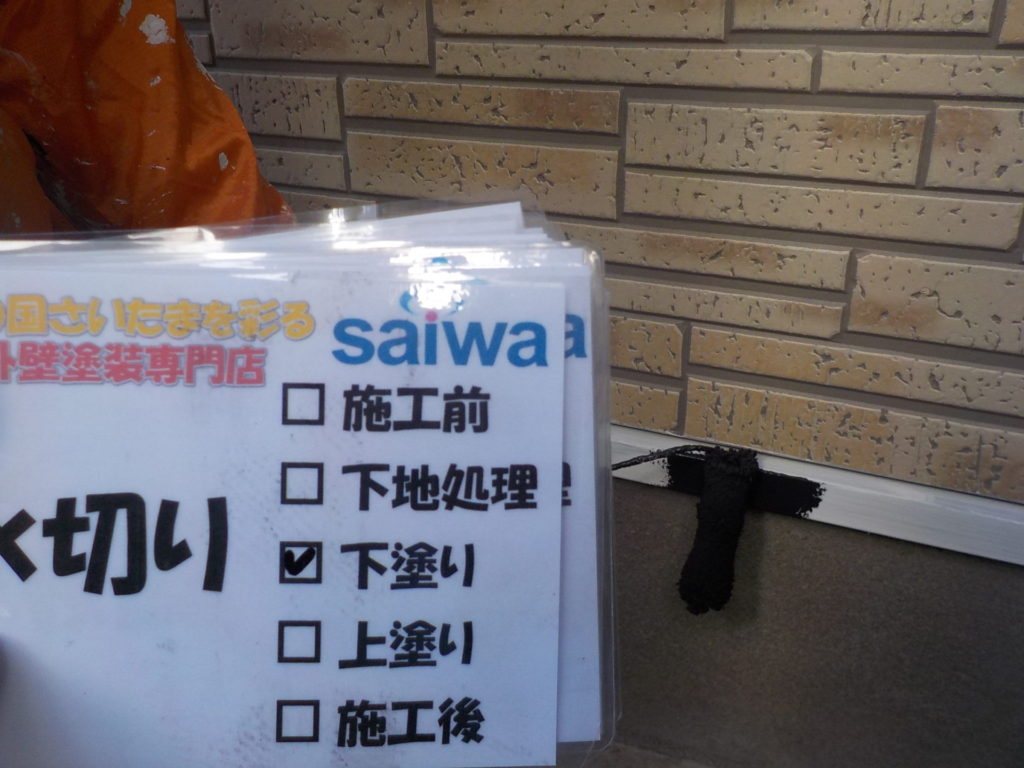 国さいたまを彩る
壁塗装専門店
saiwa
施工前
下地処理
切り
下塗り
上塗り
施工後